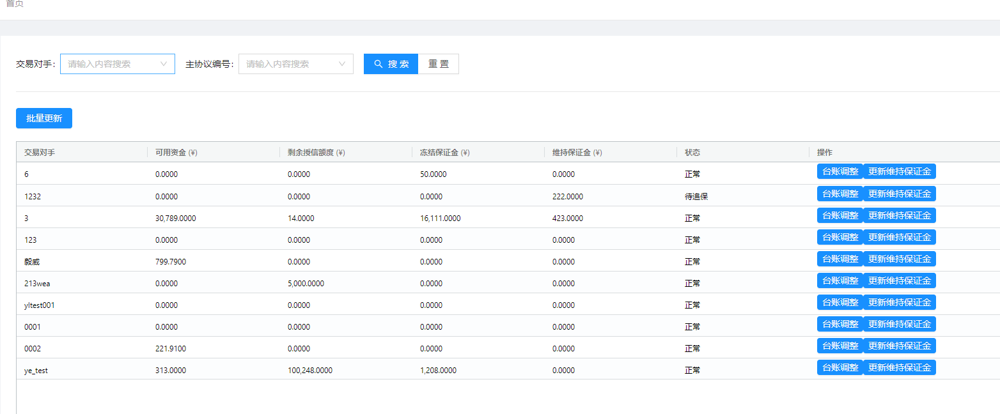 首页
交易对手: 请输入内容搜索 主协议编号: 请输入内容搜索 搜 索 重 置
批量更新
交易对手 可用资金 (¥) 剩余授信额度 (¥) 冻结保证金 (¥) 维持保证金 (¥) 状态 操作
6 0.0000 0.0000 50.0000 0.0000 正常 台账调整 更新维持保证金
1232 0.0000 0.0000 0.0000 222.0000 待追保 台账调整 更新维持保证金
3 30,789.0000 14.0000 16,111.0000 423.0000 正常 台账调整 更新维持保证金
123 0.0000 0.0000 0.0000 0.0000 正常 台账调整 更新维持保证金
毅威 799.7900 0.0000 0.0000 0.0000 正常 台账调整 更新维持保证金
213wea 0.0000 5,000.0000 0.0000 0.0000 正常 台账调整 更新维持保证金
yltest001 0.0000 0.0000 0.0000 0.0000 正常 台账调整 更新维持保证金
0001 0.0000 0.0000 0.0000 0.0000 正常 台账调整 更新维持保证金
0002 221.9100 0.0000 0.0000 0.0000 正常 台账调整 更新维持保证金
ye_test 313.0000 100,248.0000 1,208.0000 0.0000 正常 台账调整 更新维持保证金